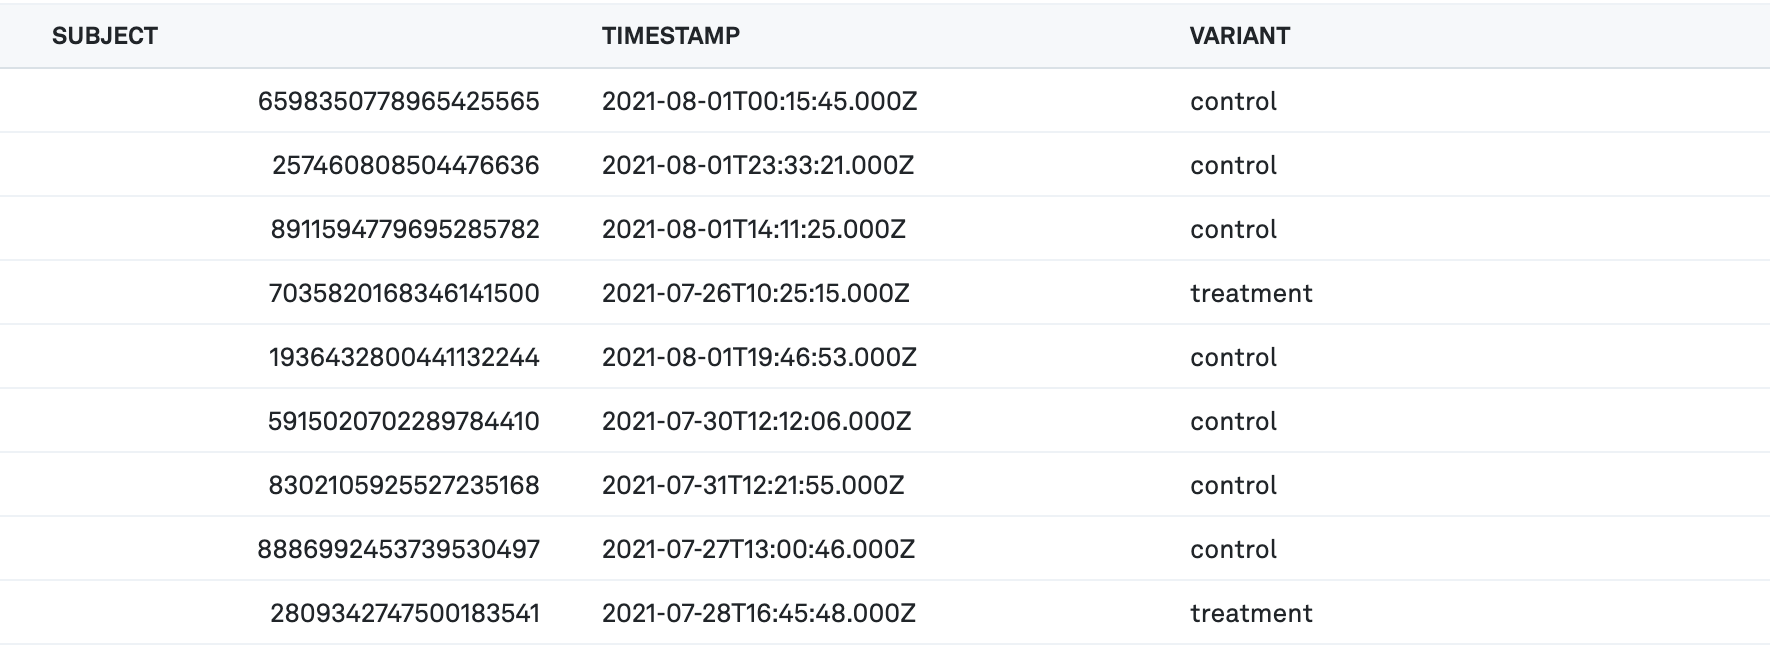 SUBJECT TIMESTAMP VARIANT
6598350778965425565 2021-08-01T00:15:45.000Z control
257460808504476636 2021-08-01T23:33:21.000Z control
8911594779695285782 2021-08-01T14:11:25.000Z control
7035820168346141500 2021-07-26T10:25:15.000Z treatment
1936432800441132244 2021-08-01T19:46:53.000Z control
5915020702289784410 2021-07-30T12:12:06.000Z control
8302105925527235168 2021-07-31T12:21:55.000Z control
8886992453739530497 2021-07-27T13:00:46.000Z control
2809342747500183541 2021-07-28T16:45:48.000Z treatment